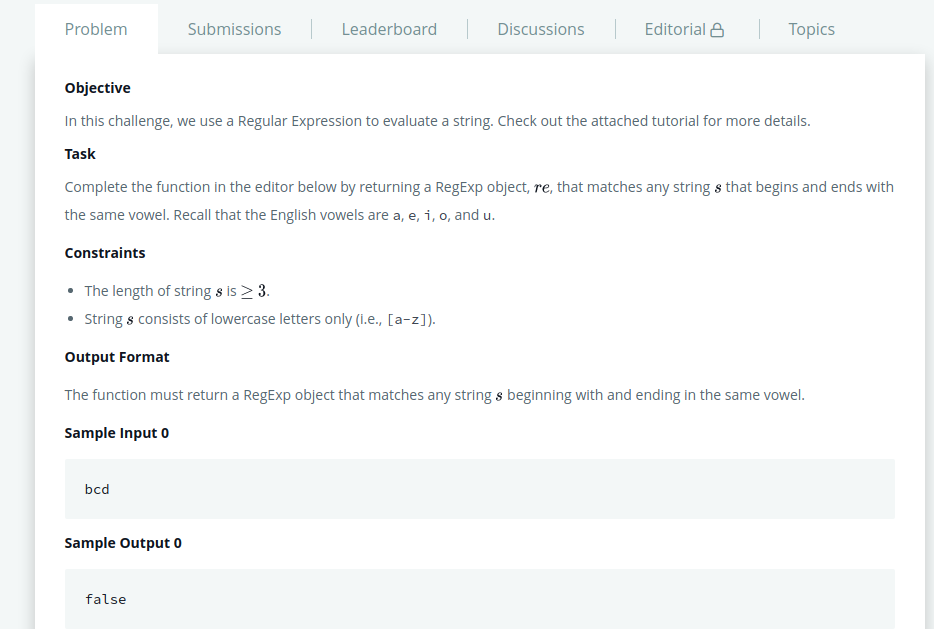 Problem
Submissions
Leaderboard
Discussions
Editorial
Topics
Objective
In this challenge, we use a Regular Expression to evaluate a string. Check out the attached tutorial for more details.
Task
Complete the function in the editor below by returning a RegExp object, re, that matches any string s that begins and ends with
the same vowel. Recall that the English vowels are a, e, i, o, and u.
Constraints
• The length of string s is ≥ 3.
• String s consists of lowercase letters only (i.e., [a-z]).
Output Format
The function must return a RegExp object that matches any string s beginning with and ending in the same vowel.
Sample Input 0
bcd
Sample Output 0
false